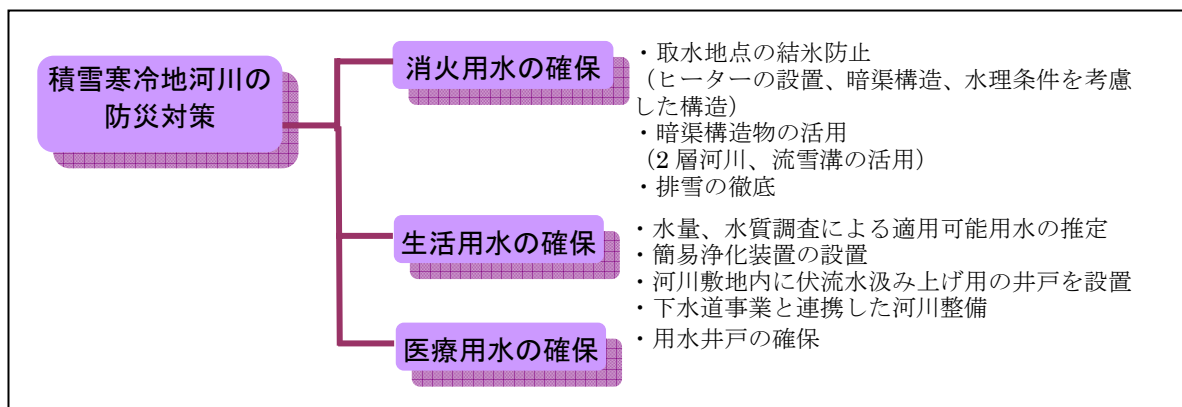 積雪寒冷地河川の
防災対策
消火用水の確保
・取水地点の結氷防止
（ヒーターの設置、暗渠構造、水理条件を考慮
した構造）
・暗渠構造物の活用
（2 層河川、流雪溝の活用）
・排雪の徹底
生活用水の確保
・水量、水質調査による適用可能用水の推定
・簡易浄化装置の設置
・河川敷地内に伏流水汲み上げ用の井戸を設置
・下水道事業と連携した河川整備
医療用水の確保
・用水井戸の確保